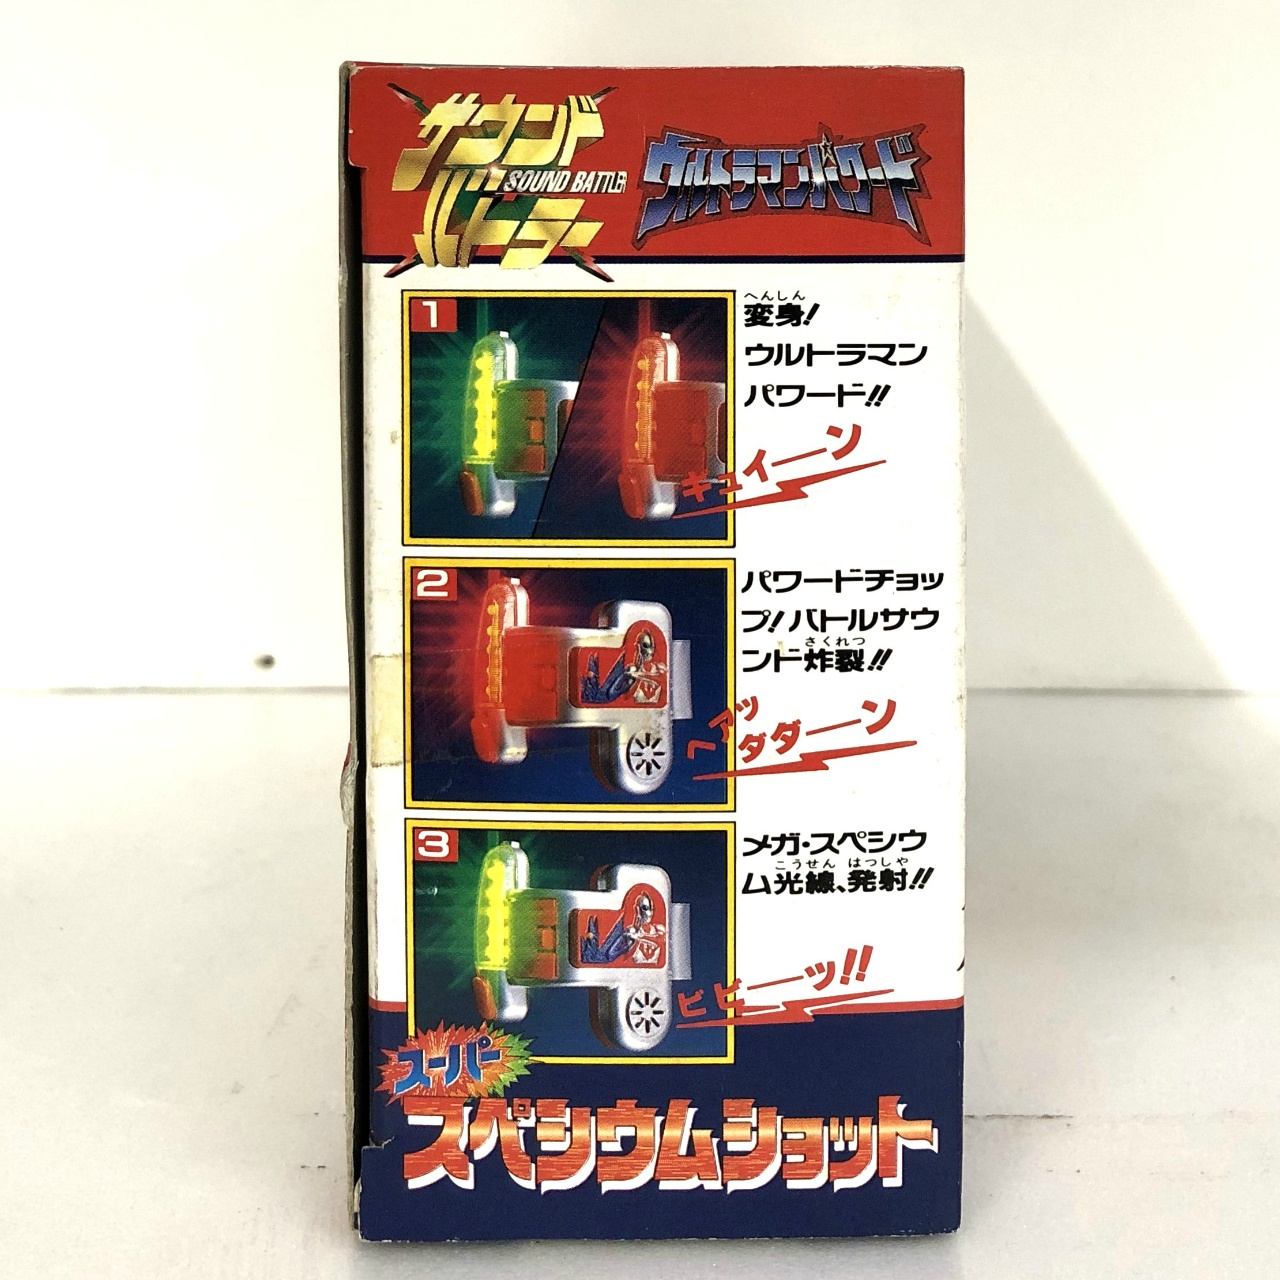 サウンド
バトラー
SOUND BATTLER
ウルトラマンパワード
1
へんしん
変身!
ウルトラマン
パワード!!
キュイーン
2
パワードチョッ
プ!バトルサウ
さくれつ
ンド炸裂!!
ヘアッ
ダダーン
3
メガ・スペシウ
こうせん はっしゃ
ム光線、発射!!
ビビーッ!!
スーパー
スペシウムショット